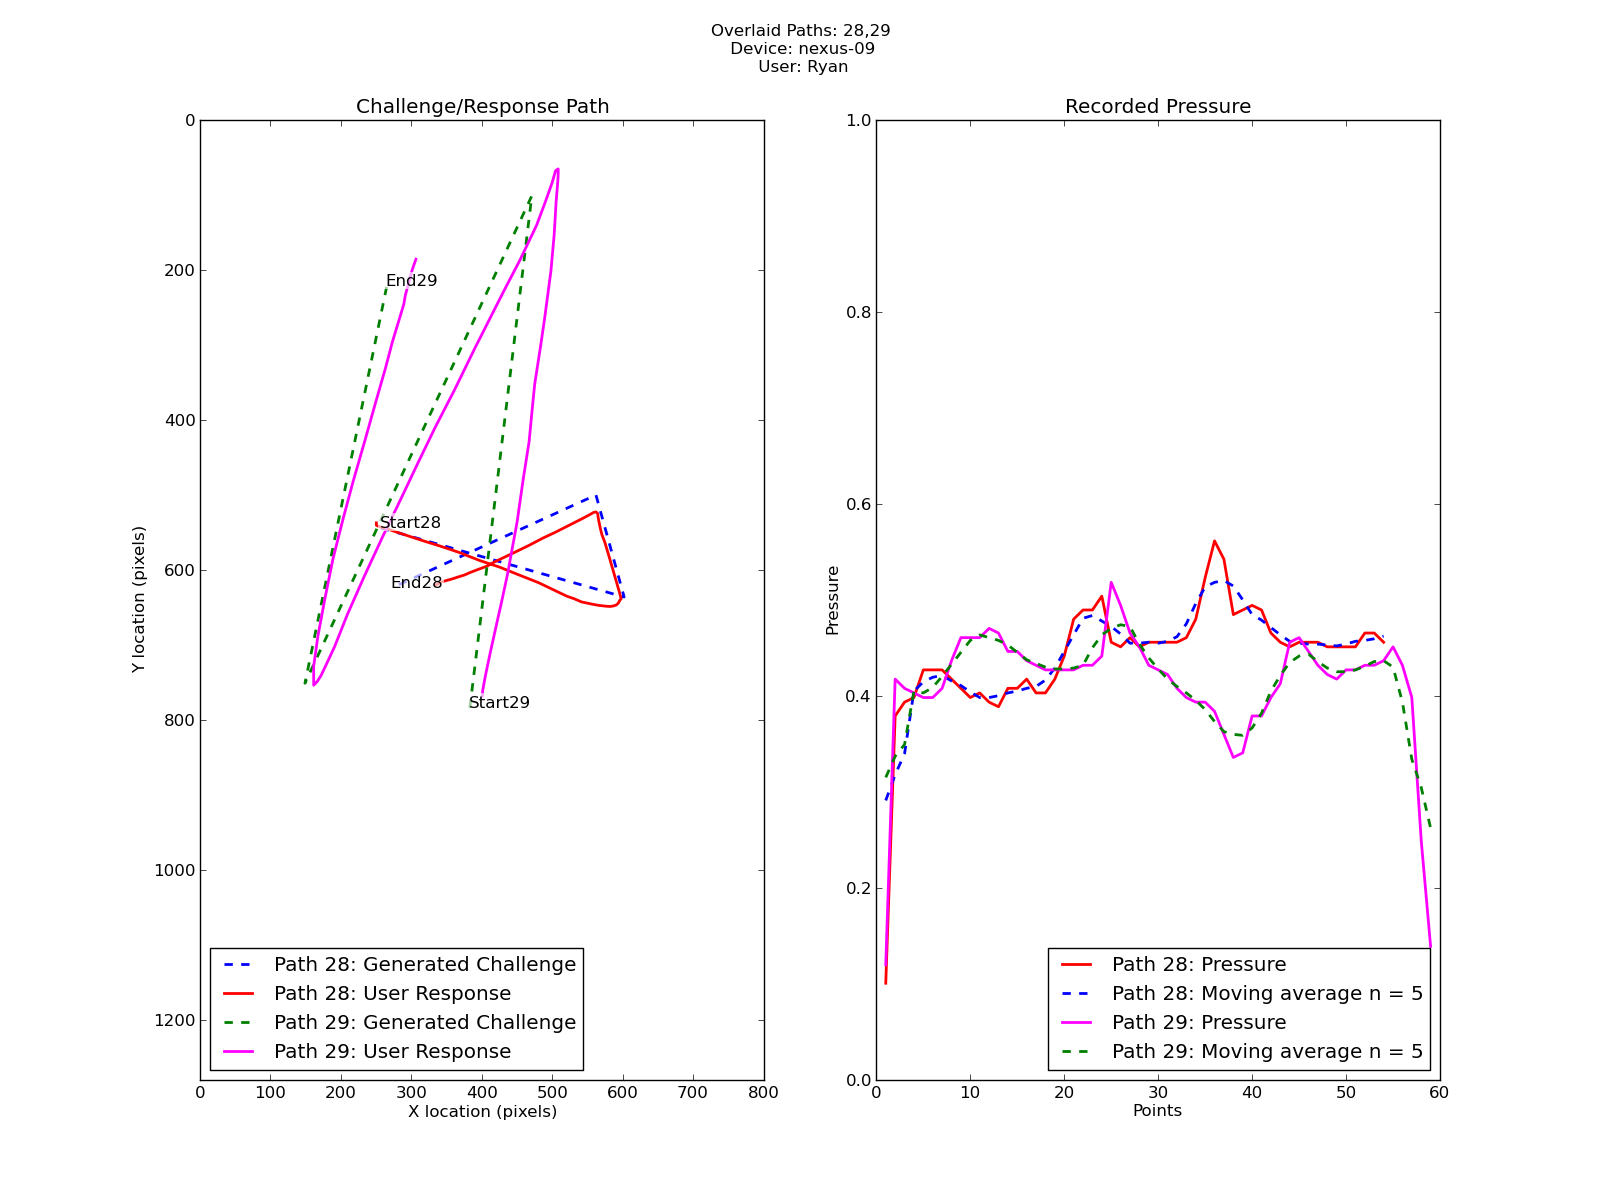 Overlaid Paths: 28,29
Device: nexus-09
User: Ryan
Challenge/Response Path
0
200
400
600
800
1000
1200
Y location (pixels)
End29
Start28
End28
Start29
Path 28: Generated Challenge
Path 28: User Response
Path 29: Generated Challenge
Path 29: User Response
0 100 200 300 400 500 600 700 800
X location (pixels)
Recorded Pressure
1.0
0.8
0.6
0.4
0.2
0.0
Pressure
Path 28: Pressure
Path 28: Moving average n = 5
Path 29: Pressure
Path 29: Moving average n = 5
0 10 20 30 40 50 60
Points